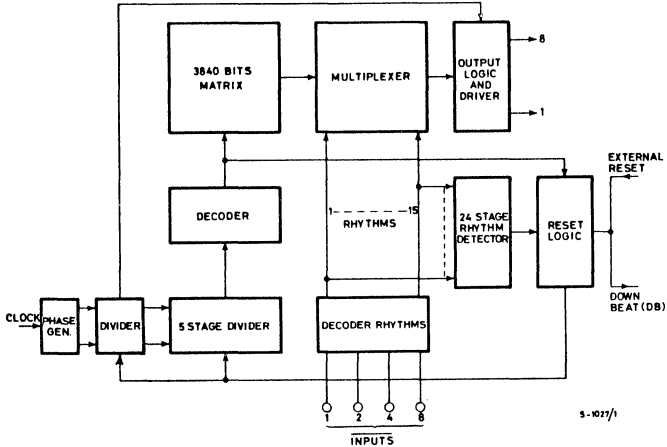 3840 BITS
MATRIX
MULTIPLEXER
OUTPUT
LOGIC
AND
DRIVER
8
1
DECODER
1 15
RHYTHMS
24 STAGE
RHYTHM
DETECTOR
RESET
LOGIC
EXTERNAL
RESET
DOWN
BEAT (DB)
CLOCK
PHASE
GEN.
DIVIDER
5 STAGE DIVIDER
DECODER RHYTHMS
1 2 4 8
INPUTS
S-1027/1